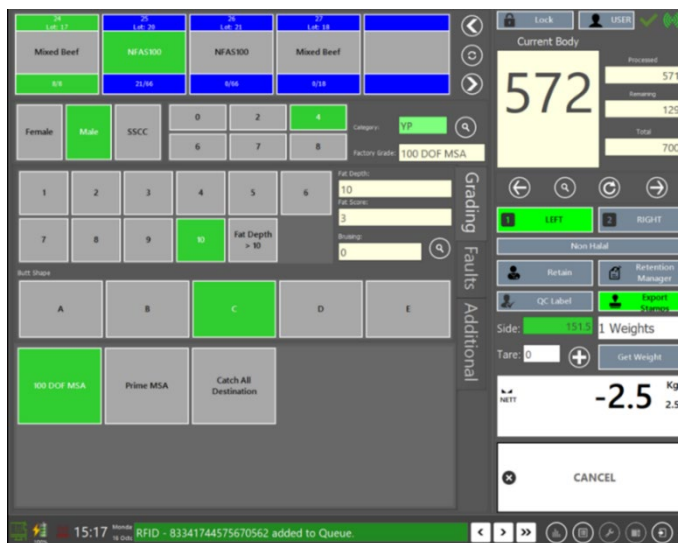 24
Lot: 17
Mixed Beef
8/8
25
Lot: 20
NFAS100
21/66
26
Lot: 21
NFAS100
0/66
27
Lot: 18
Mixed Beef
0/18
Female
Male
SSCC
0
2
4
6
7
8
Category:
YP
Factory Grade:
100 DOF MSA
1
2
3
4
5
6
7
8
9
10
Fat Depth
> 10
Fat Depth:
10
Fat Score:
3
Bruising:
0
Grading
Faults
Additional
Butt Shape
A
B
C
D
E
100 DOF MSA
Prime MSA
Catch All
Destination
Lock
USER
Current Body
572
Processed
571
Remaining
129
Total
700
1
LEFT
2
RIGHT
Non Halal
Retain
Retention
Manager
QC Label
Export
Stamps
Side:
151.5
1 Weights
Tare:
0
Get Weight
NETT
-2.5
Kg
2.5
CANCEL
15:17
RFID - 83341744575670562 added to Queue.